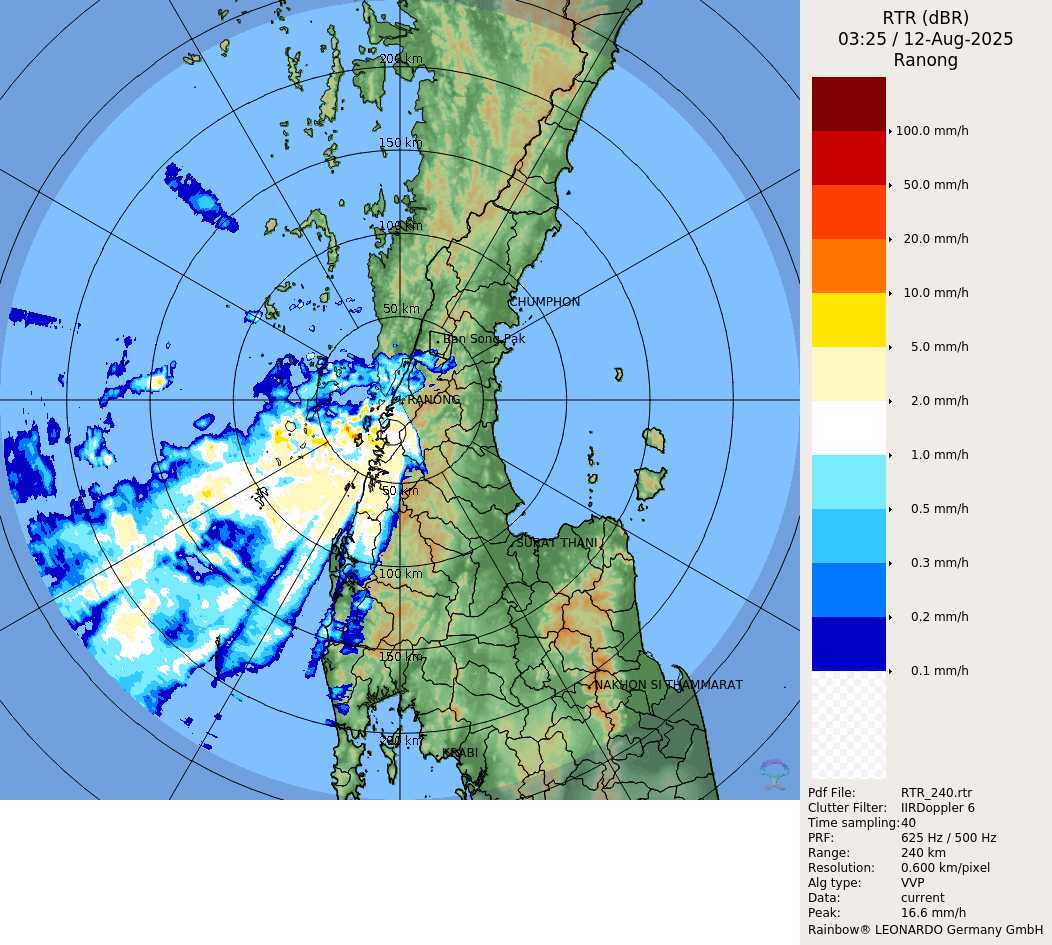 RTR (dBR)
03:25 / 12-Aug-2025
Ranong
200 km
150 km
100 km
50 km
CHUMPHON
Ban Song Pak
RANONG
50 km
SURAT THANI
100 km
150 km
NAKHON SI THAMMARAT
200 km
KRABI
100.0 mm/h
50.0 mm/h
20.0 mm/h
10.0 mm/h
5.0 mm/h
2.0 mm/h
1.0 mm/h
0.5 mm/h
0.3 mm/h
0.2 mm/h
0.1 mm/h
Pdf File: RTR_240.rtr
Clutter Filter: IIRDoppler 6
Time sampling: 40
PRF: 625 Hz / 500 Hz
Range: 240 km
Resolution: 0.600 km/pixel
Alg type: VVP
Data: current
Peak: 16.6 mm/h
Rainbow® LEONARDO Germany GmbH